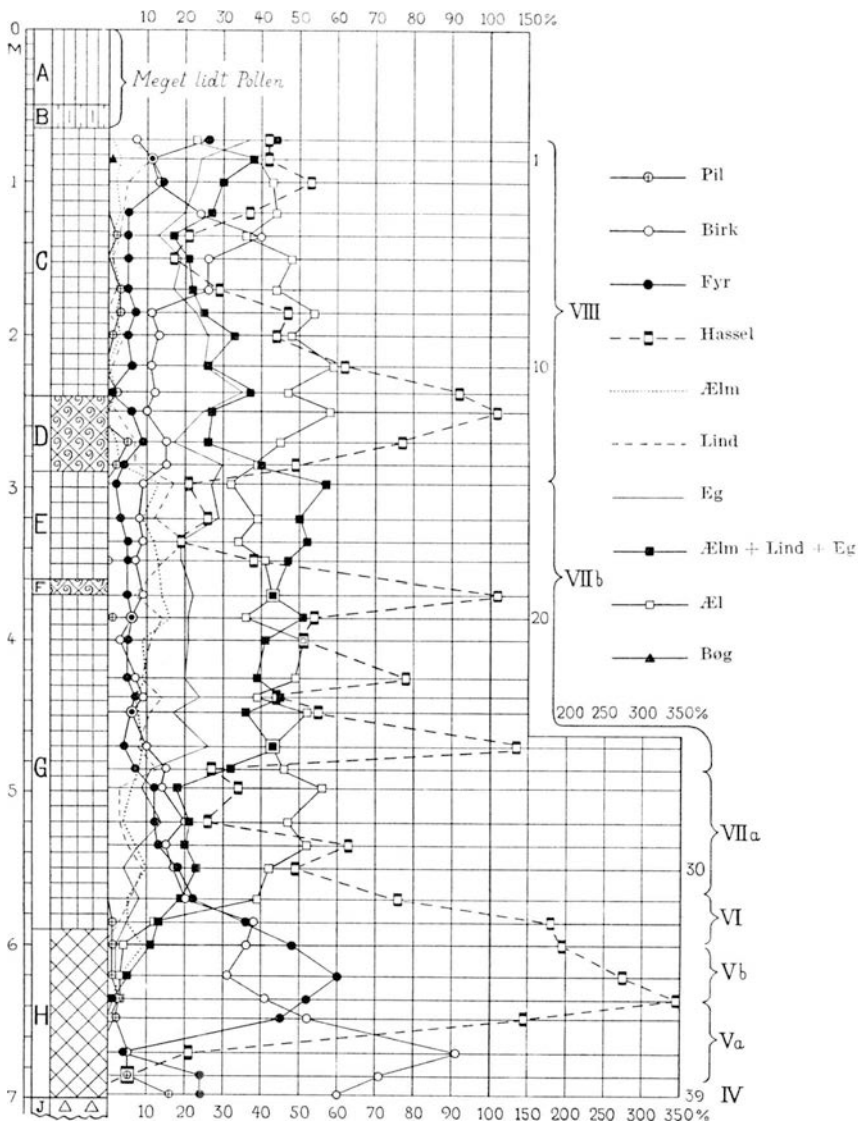 10 20 30 40 50 60 70 80 90 100 150 %
0
M
A
Meget lidt Pollen
B
1
1
Pil
Birk
C
Fyr
VIII
2
Hassel
10
Ælm
D
Lind
3
Eg
E
Ælm + Lind + Eg
VIIb
F
Æl
20
Bøg
4
200 250 300 350 %
G
5
VIIa
30
VI
6
Vb
H
Va
7
39 IV
J
10 20 30 40 50 60 70 80 90 100 150 200 250 300 350 %